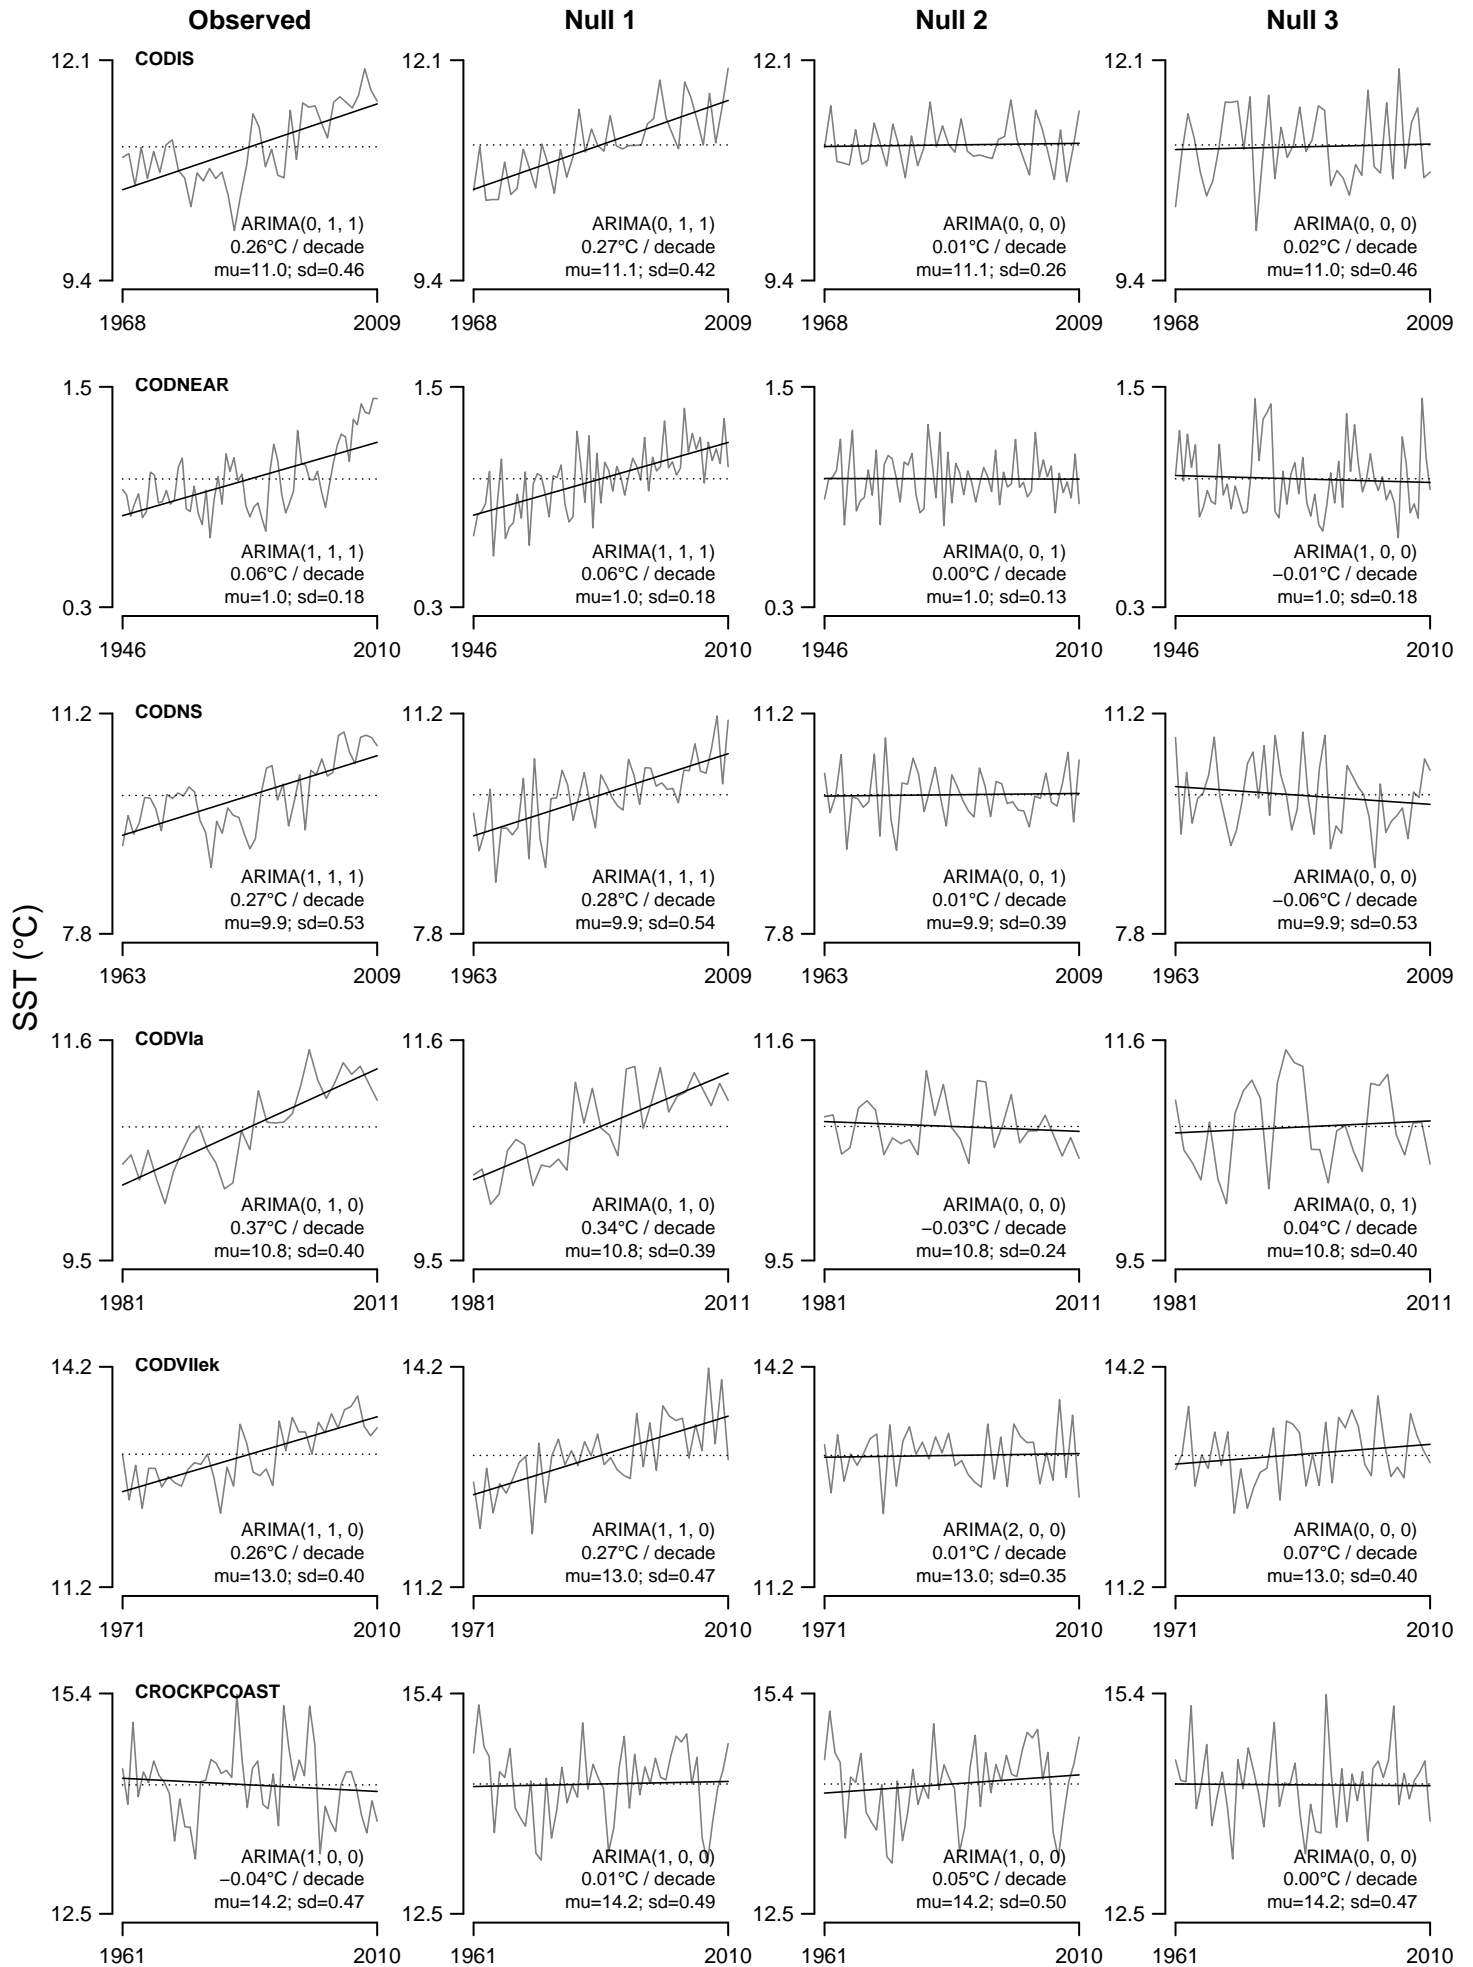 Observed Null 1 Null 2 Null 3
SST (°C)
CODIS
12.1 12.1 12.1 12.1
ARIMA(0, 1, 1) ARIMA(0, 1, 1) ARIMA(0, 0, 0) ARIMA(0, 0, 0)
0.26°C / decade 0.27°C / decade 0.01°C / decade 0.02°C / decade
mu=11.0; sd=0.46 mu=11.1; sd=0.42 mu=11.1; sd=0.26 mu=11.0; sd=0.46
9.4 9.4 9.4 9.4
1968 2009 1968 2009 1968 2009 1968 2009
CODNEAR
1.5 1.5 1.5 1.5
ARIMA(1, 1, 1) ARIMA(1, 1, 1) ARIMA(0, 0, 1) ARIMA(1, 0, 0)
0.06°C / decade 0.06°C / decade 0.00°C / decade −0.01°C / decade
mu=1.0; sd=0.18 mu=1.0; sd=0.18 mu=1.0; sd=0.13 mu=1.0; sd=0.18
0.3 0.3 0.3 0.3
1946 2010 1946 2010 1946 2010 1946 2010
CODNS
11.2 11.2 11.2 11.2
ARIMA(1, 1, 1) ARIMA(1, 1, 1) ARIMA(0, 0, 1) ARIMA(0, 0, 0)
0.27°C / decade 0.28°C / decade 0.01°C / decade −0.06°C / decade
mu=9.9; sd=0.53 mu=9.9; sd=0.54 mu=9.9; sd=0.39 mu=9.9; sd=0.53
7.8 7.8 7.8 7.8
1963 2009 1963 2009 1963 2009 1963 2009
CODVIa
11.6 11.6 11.6 11.6
ARIMA(0, 1, 0) ARIMA(0, 1, 0) ARIMA(0, 0, 0) ARIMA(0, 0, 1)
0.37°C / decade 0.34°C / decade −0.03°C / decade 0.04°C / decade
mu=10.8; sd=0.40 mu=10.8; sd=0.39 mu=10.8; sd=0.24 mu=10.8; sd=0.40
9.5 9.5 9.5 9.5
1981 2011 1981 2011 1981 2011 1981 2011
CODVIIek
14.2 14.2 14.2 14.2
ARIMA(1, 1, 0) ARIMA(1, 1, 0) ARIMA(2, 0, 0) ARIMA(0, 0, 0)
0.26°C / decade 0.27°C / decade 0.01°C / decade 0.07°C / decade
mu=13.0; sd=0.40 mu=13.0; sd=0.47 mu=13.0; sd=0.35 mu=13.0; sd=0.40
11.2 11.2 11.2 11.2
1971 2010 1971 2010 1971 2010 1971 2010
CROCKPCOAST
15.4 15.4 15.4 15.4
ARIMA(1, 0, 0) ARIMA(1, 0, 0) ARIMA(1, 0, 0) ARIMA(0, 0, 0)
−0.04°C / decade 0.01°C / decade 0.05°C / decade 0.00°C / decade
mu=14.2; sd=0.47 mu=14.2; sd=0.49 mu=14.2; sd=0.50 mu=14.2; sd=0.47
12.5 12.5 12.5 12.5
1961 2010 1961 2010 1961 2010 1961 2010